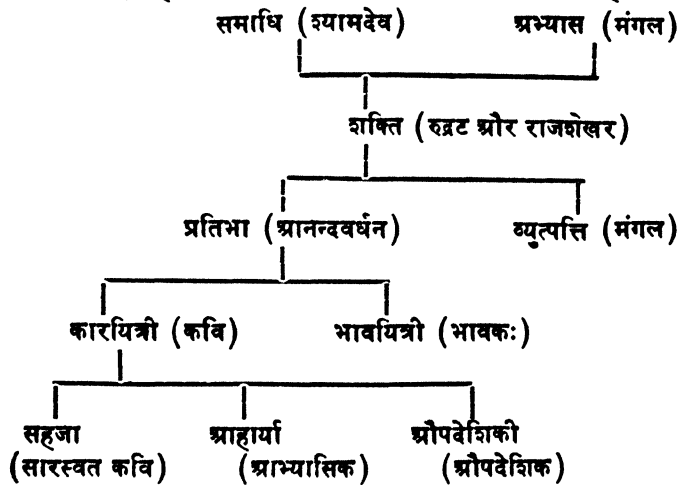 समाधि (श्यामदेव) अभ्यास (मंगल)
शक्ति (रुद्रट और राजशेखर)
प्रतिभा (आनन्दवर्धन) व्युत्पत्ति (मंगल)
कारयित्री (कवि) भावयित्री (भावकः)
सहजा आहार्या औपदेशिकी
(सारस्वत कवि) (आभ्यासिक) (औपदेशिक)